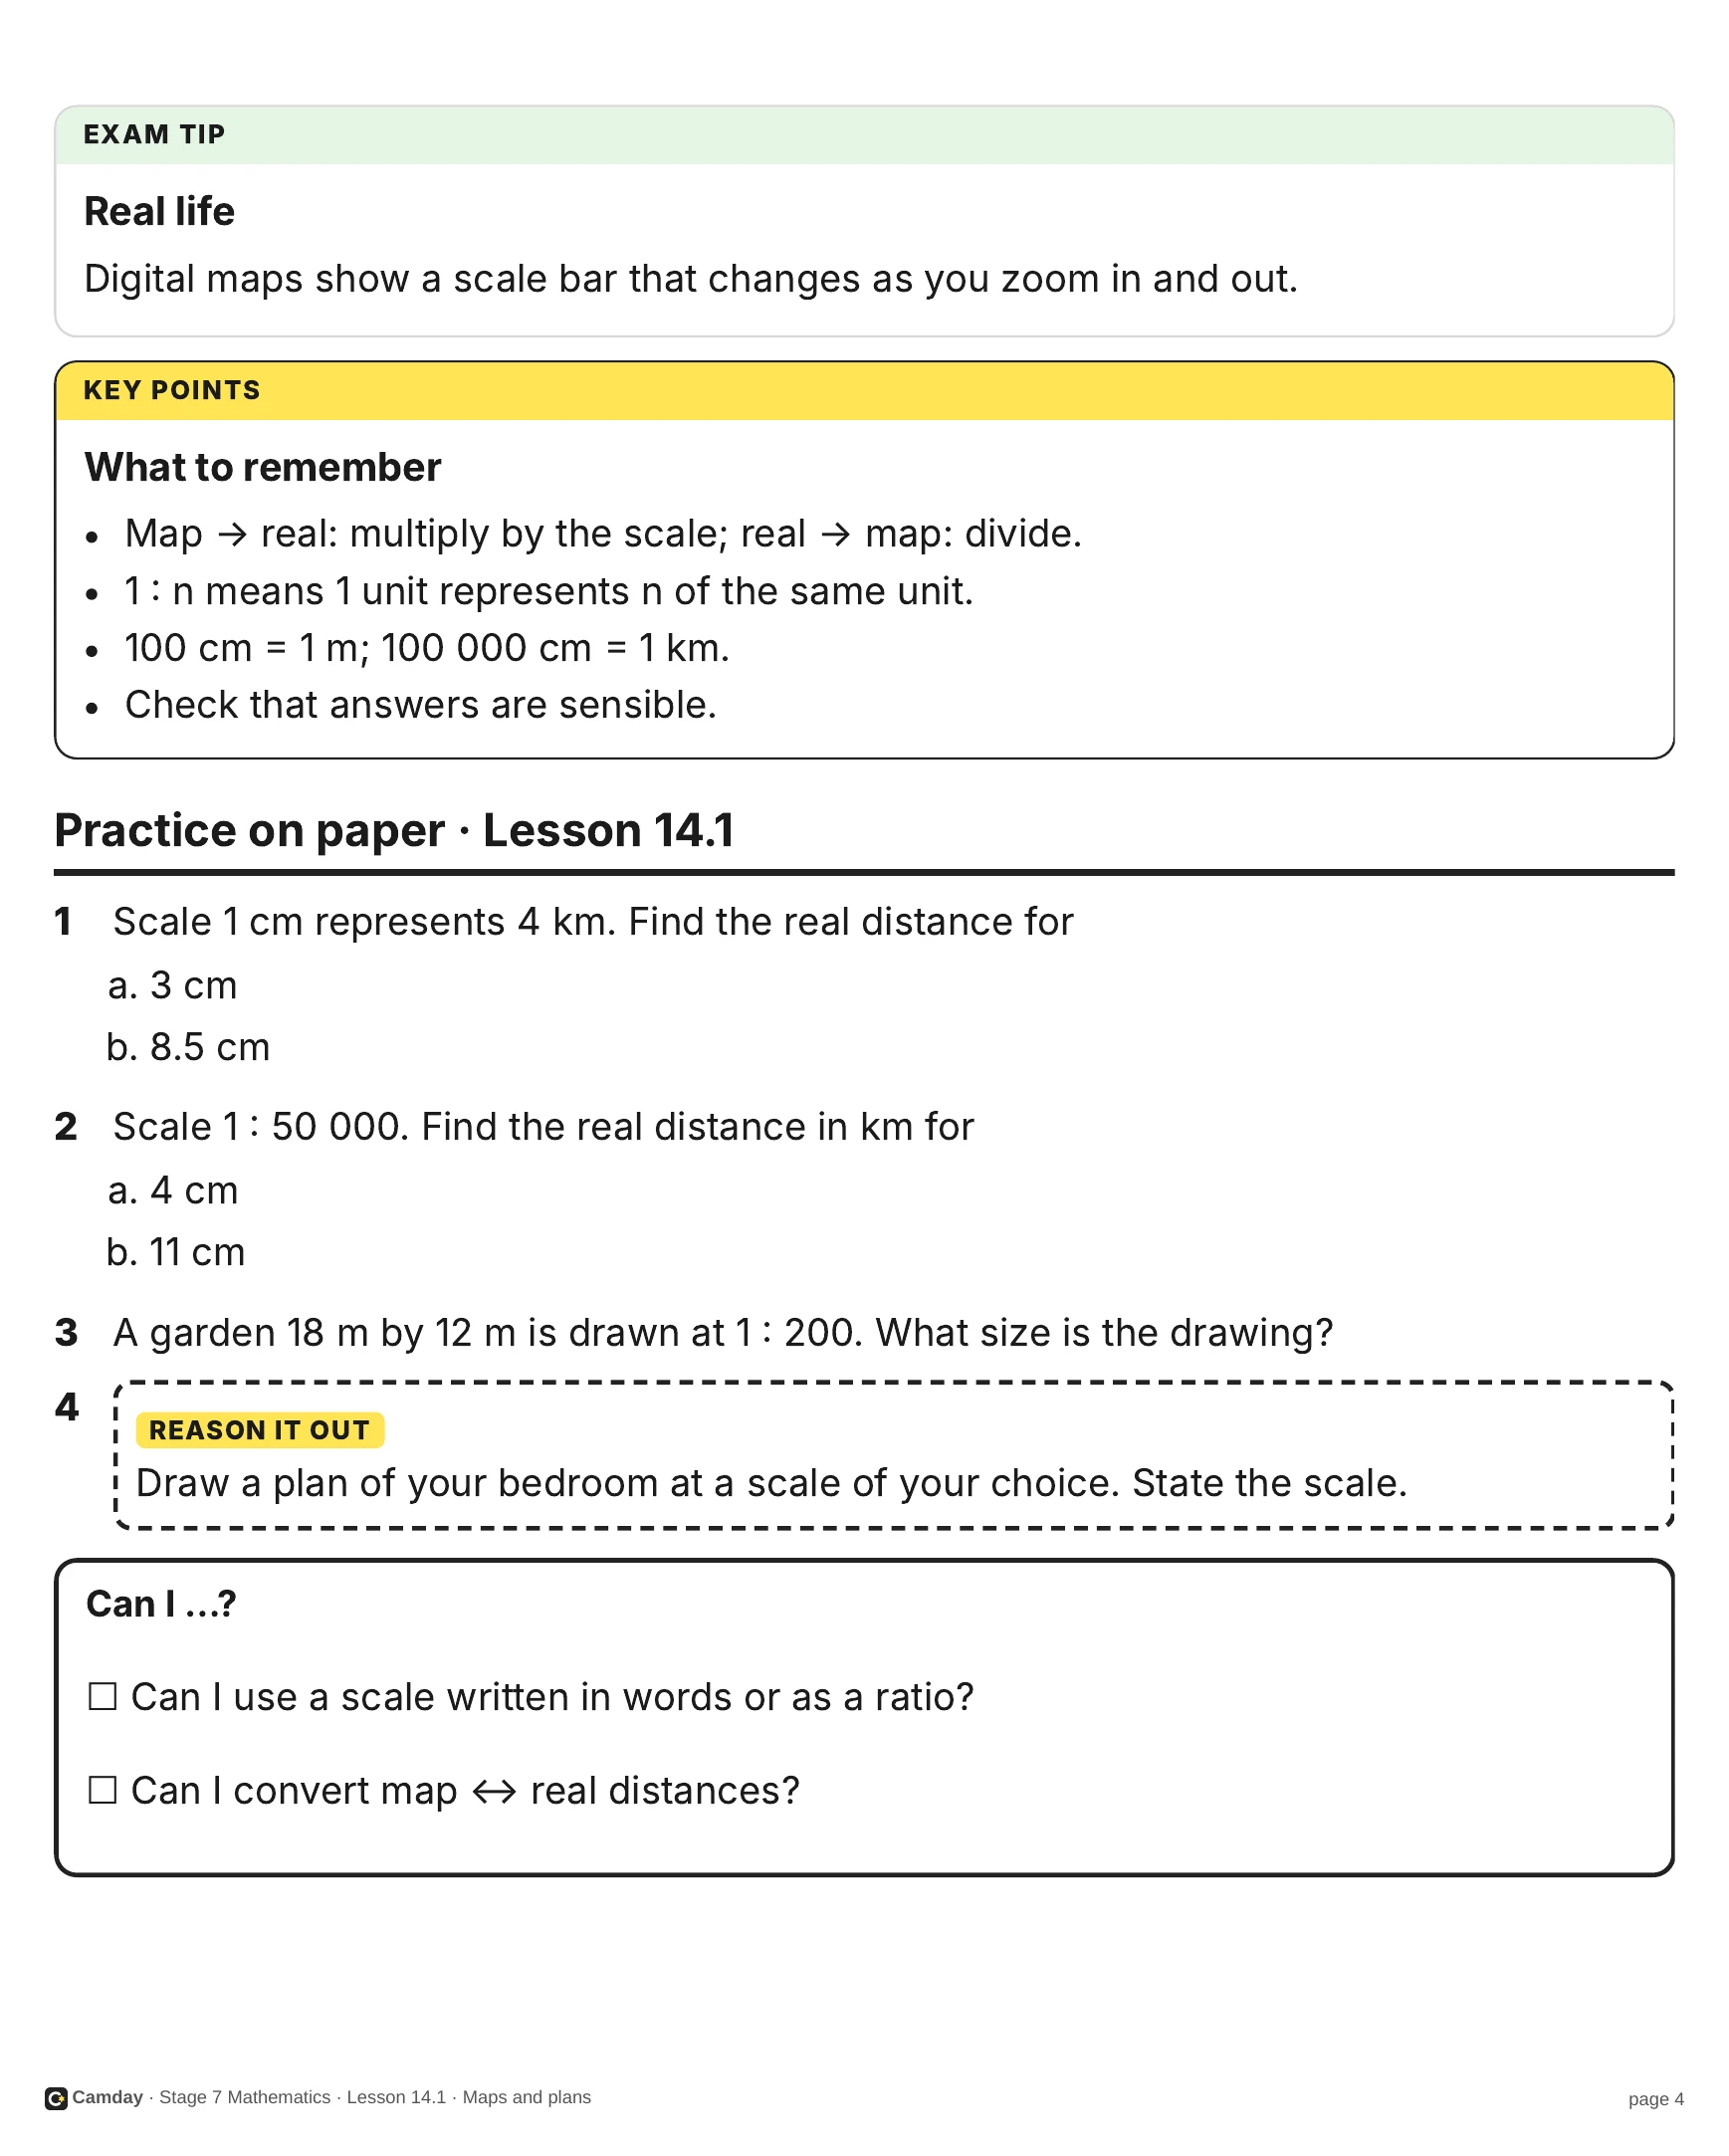 EXAM TIP
Real life
Digital maps show a scale bar that changes as you zoom in and out.
KEY POINTS
What to remember
• Map → real: multiply by the scale; real → map: divide.
• 1 : n means 1 unit represents n of the same unit.
• 100 cm = 1 m; 100 000 cm = 1 km.
• Check that answers are sensible.
Practice on paper · Lesson 14.1
1 Scale 1 cm represents 4 km. Find the real distance for
a. 3 cm
b. 8.5 cm
2 Scale 1 : 50 000. Find the real distance in km for
a. 4 cm
b. 11 cm
3 A garden 18 m by 12 m is drawn at 1 : 200. What size is the drawing?
4 REASON IT OUT
Draw a plan of your bedroom at a scale of your choice. State the scale.
Can I …?
☐ Can I use a scale written in words or as a ratio?
☐ Can I convert map ↔ real distances?
Camday · Stage 7 Mathematics · Lesson 14.1 · Maps and plans
page 4